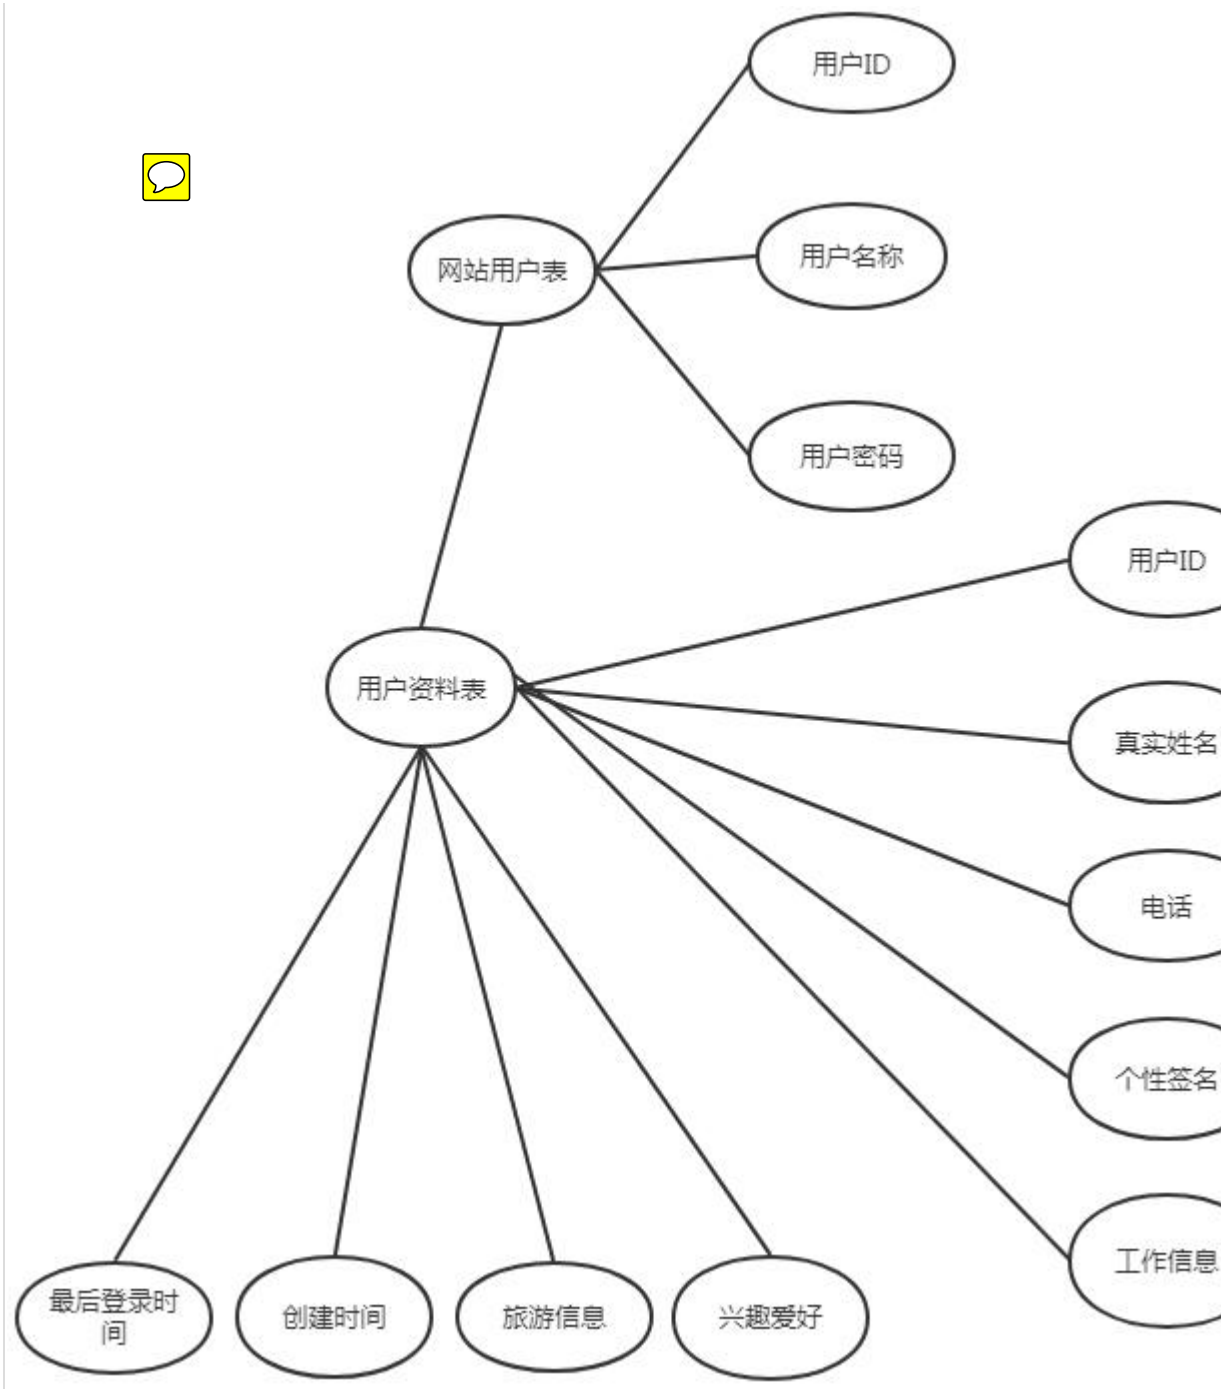 用户ID
用户名称
网站用户表
用户密码
用户ID
用户资料表
真实姓名
电话
个性签名
工作信息
最后登录时
间
创建时间
旅游信息
兴趣爱好